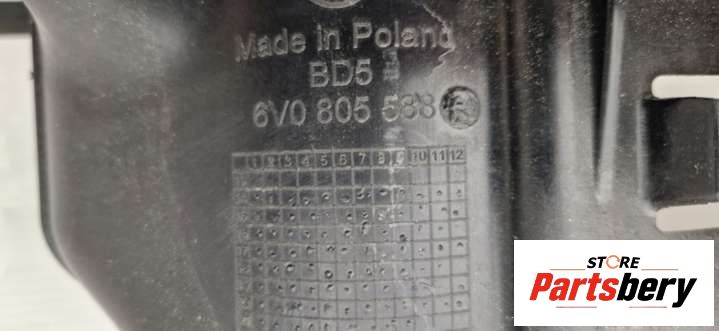 Made in Poland
BD5
6V0 805 588 A
1 2 3 4 5 6 7 8 9 10 11 12
STORE
Partsbery